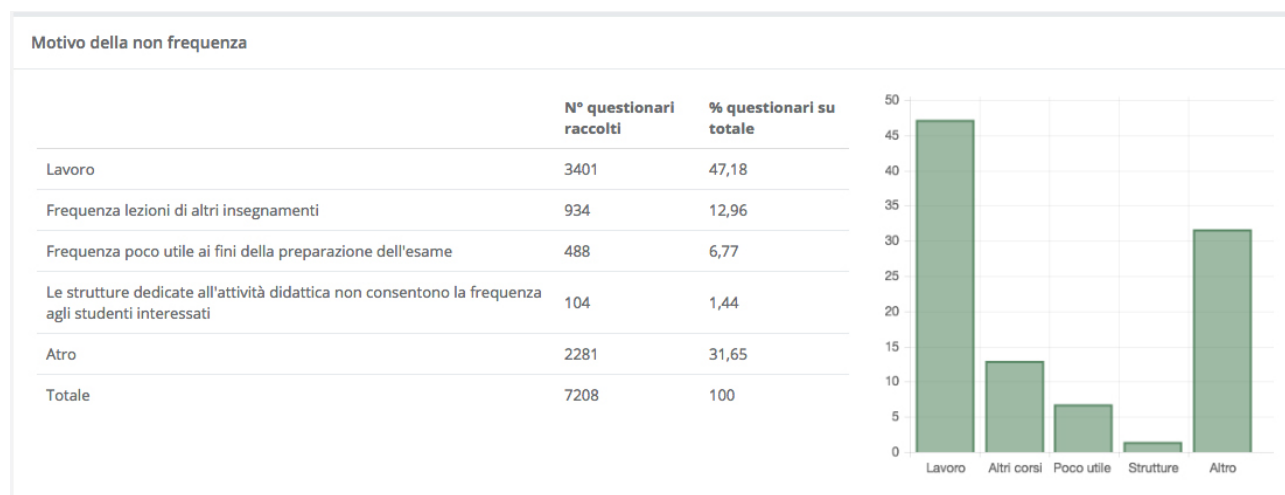 Motivo della non frequenza
N° questionari raccolti
% questionari su totale
Lavoro 3401 47,18
Frequenza lezioni di altri insegnamenti 934 12,96
Frequenza poco utile ai fini della preparazione dell'esame 488 6,77
Le strutture dedicate all'attività didattica non consentono la frequenza
agli studenti interessati 104 1,44
Atro 2281 31,65
Totale 7208 100
50
45
40
35
30
25
20
15
10
5
0
Lavoro Altri corsi Poco utile Strutture Altro